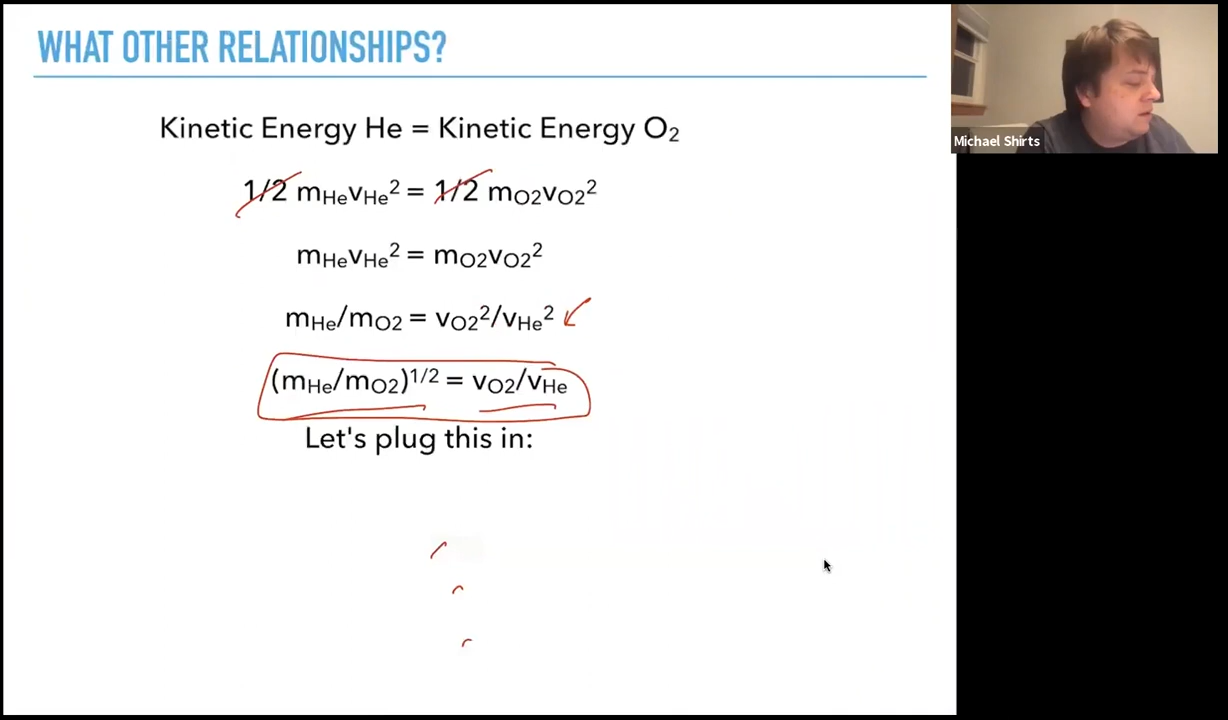 WHAT OTHER RELATIONSHIPS?
Kinetic Energy He = Kinetic Energy O₂
1/2 mHevHe² = 1/2 mO2vO2²
mHevHe² = mO2vO2²
mHe/mO2 = vO2²/vHe²
(mHe/mO2)¹/² = vO2/vHe
Let's plug this in:
Michael Shirts